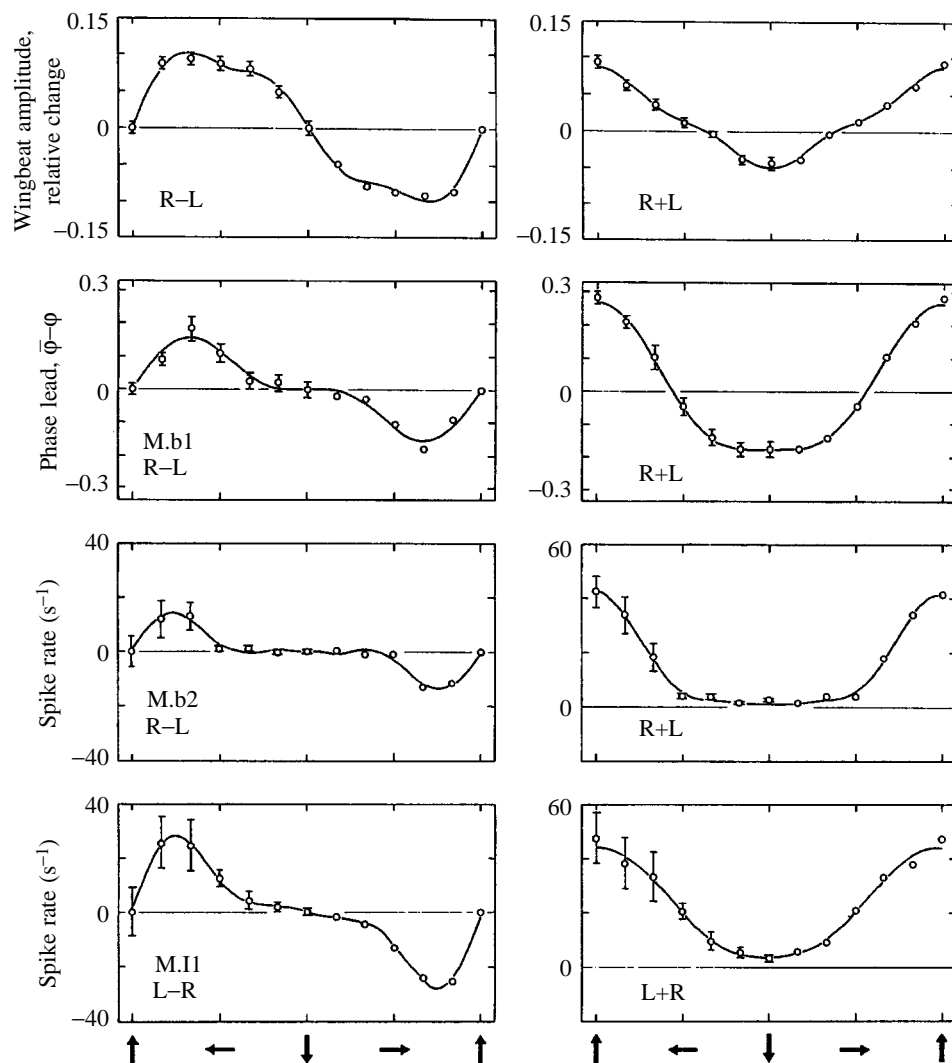 Wingbeat amplitude,
relative change
0.15
0
−0.15
R−L
0.15
0
−0.15
R+L
Phase lead, φ̅−φ
0.3
0
−0.3
M.b1
R−L
0.3
0
−0.3
R+L
Spike rate (s⁻¹)
40
0
−40
M.b2
R−L
60
0
R+L
Spike rate (s⁻¹)
40
0
−40
M.I1
L−R
60
0
L+R